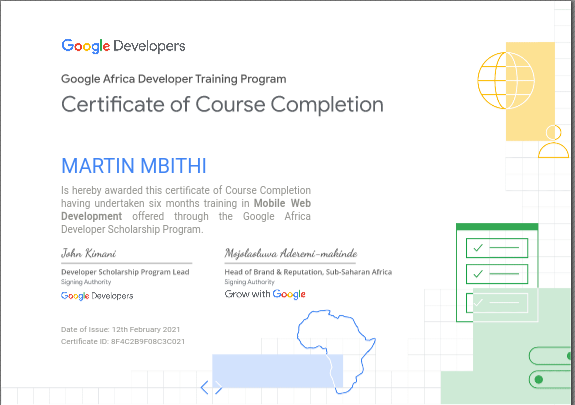 Google Developers
Google Africa Developer Training Program
Certificate of Course Completion
MARTIN MBITHI
Is hereby awarded this certificate of Course Completion
having undertaken six months training in Mobile Web
Development offered through the Google Africa
Developer Scholarship Program.
John Kimani
Mojolaoluwa Aderemi-makinde
Developer Scholarship Program Lead
Head of Brand & Reputation, Sub-Saharan Africa
Signing Authority
Signing Authority
Google Developers
Grow with Google
Date of Issue: 12th February 2021
Certificate ID: 8F4C2B9F08C3C021